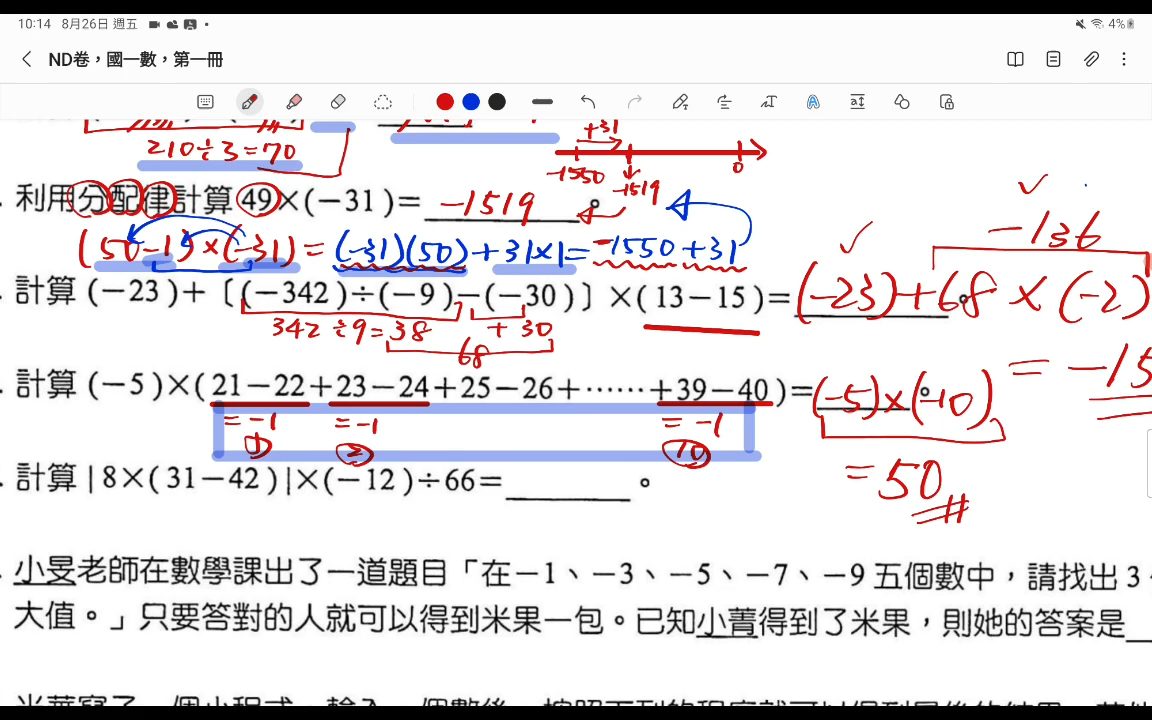 10:14 8月26日 週五 4%
ND卷，國一數，第一冊
+31
210÷3=70
-1550 -1519 0
利用分配律計算 49×(−31)= -1519 。
(50-1)×(-31)=(-31)(50)+31×1=-1550+31
-136
計算 (−23)+〔(−342)÷(−9)−(−30)〕×(13−15)= 。 (-23)+68×(-2)
342÷9=38 +30
68
= -15
計算 (−5)×(21−22+23−24+25−26+……+39−40)= 。 (-5)×(-10)
=-1 =-1 =-1
① ② ⑩
=50
計算 |8×(31−42)|×(−12)÷66= 。
小旻老師在數學課出了一道題目「在−1、−3、−5、−7、−9五個數中，請找出3
大值。」只要答對的人就可以得到米果一包。已知小菁得到了米果，則她的答案是